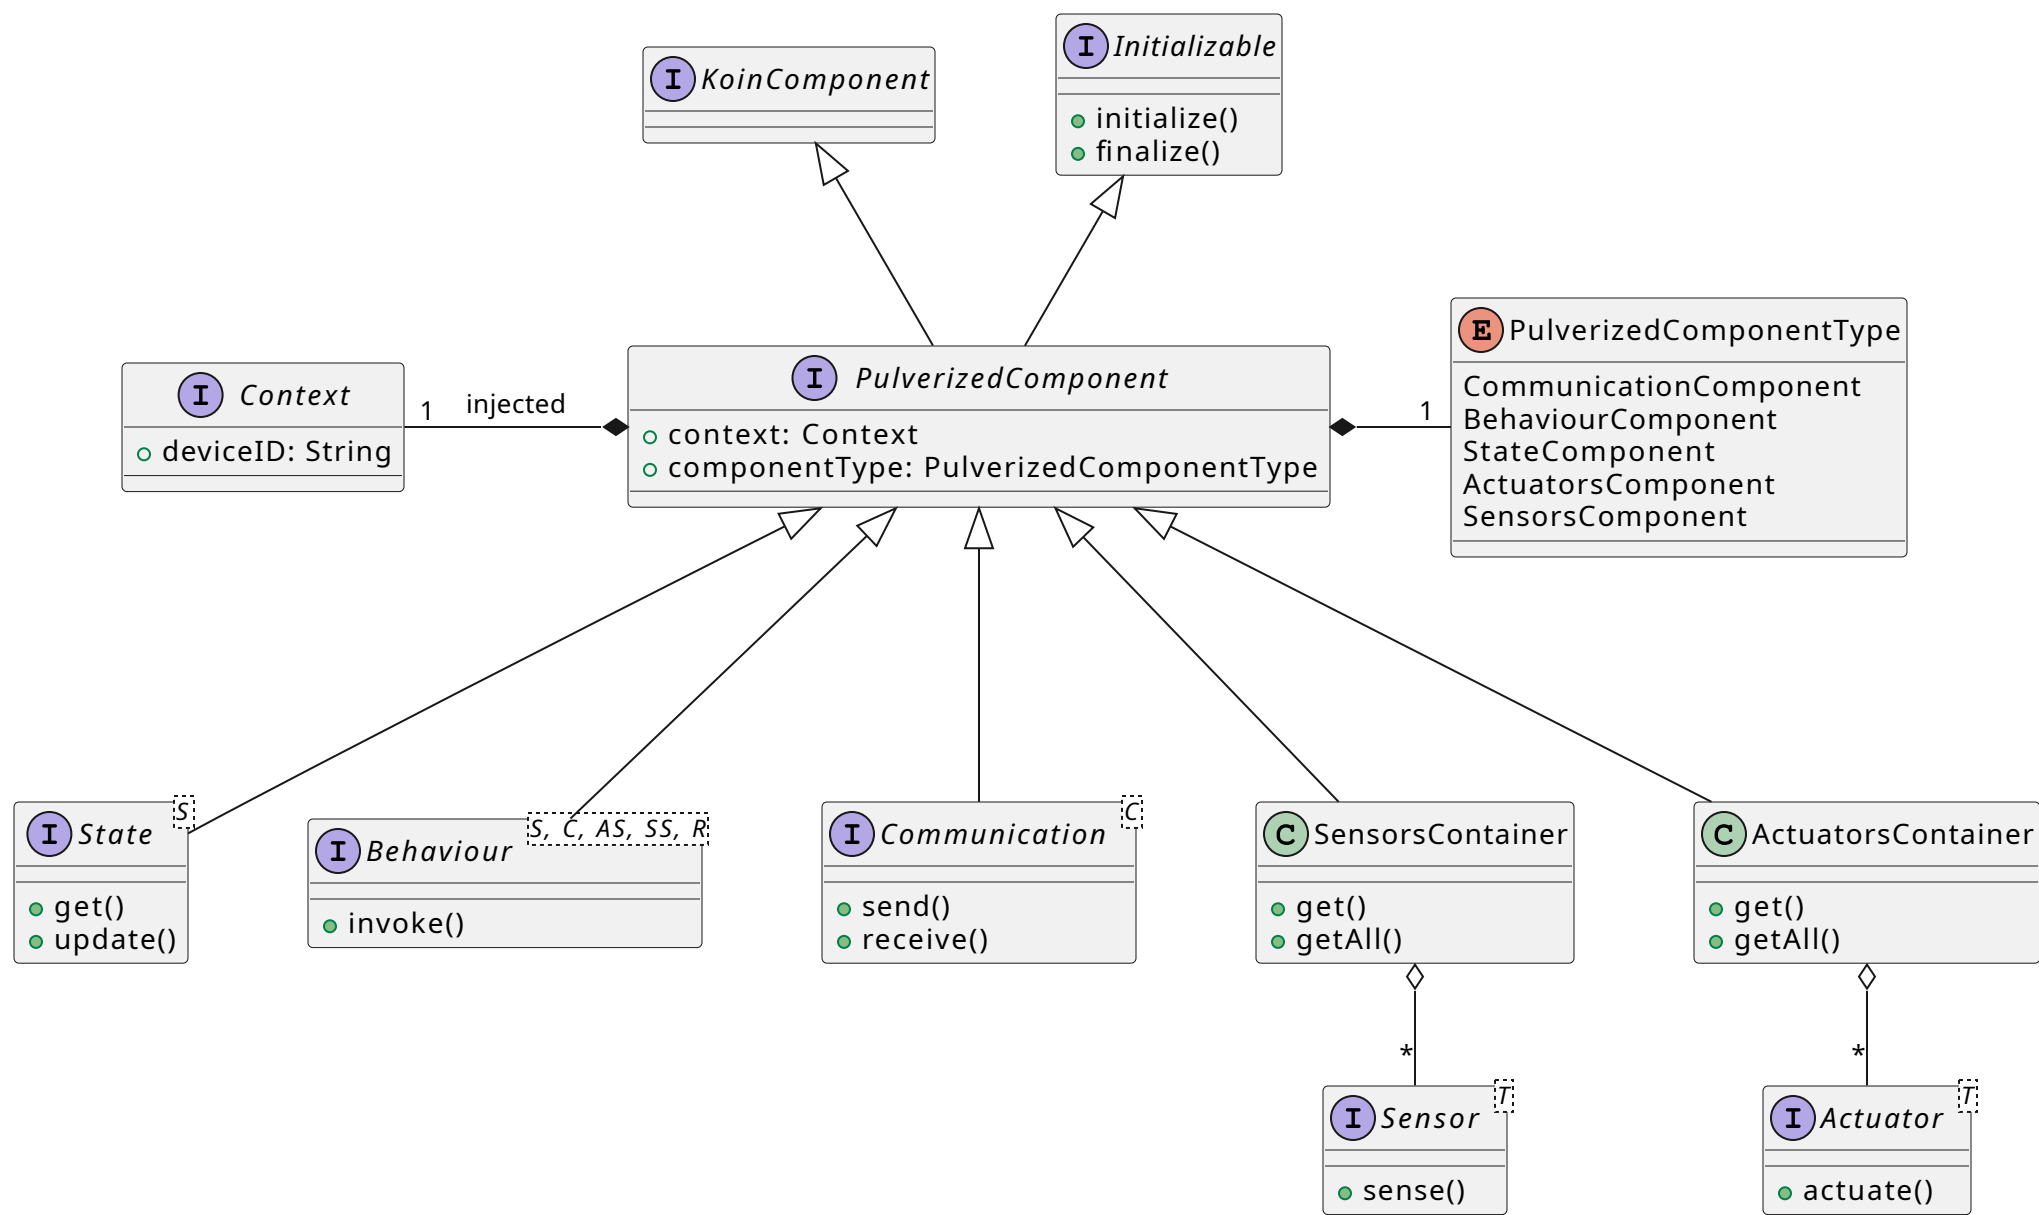 I KoinComponent
I Initializable
initialize()
finalize()
I Context
deviceID: String
1 injected
I PulverizedComponent
context: Context
componentType: PulverizedComponentType
1
E PulverizedComponentType
CommunicationComponent
BehaviourComponent
StateComponent
ActuatorsComponent
SensorsComponent
I State S
get()
update()
I Behaviour S, C, AS, SS, R
invoke()
I Communication C
send()
receive()
C SensorsContainer
get()
getAll()
C ActuatorsContainer
get()
getAll()
*
*
I Sensor T
sense()
I Actuator T
actuate()